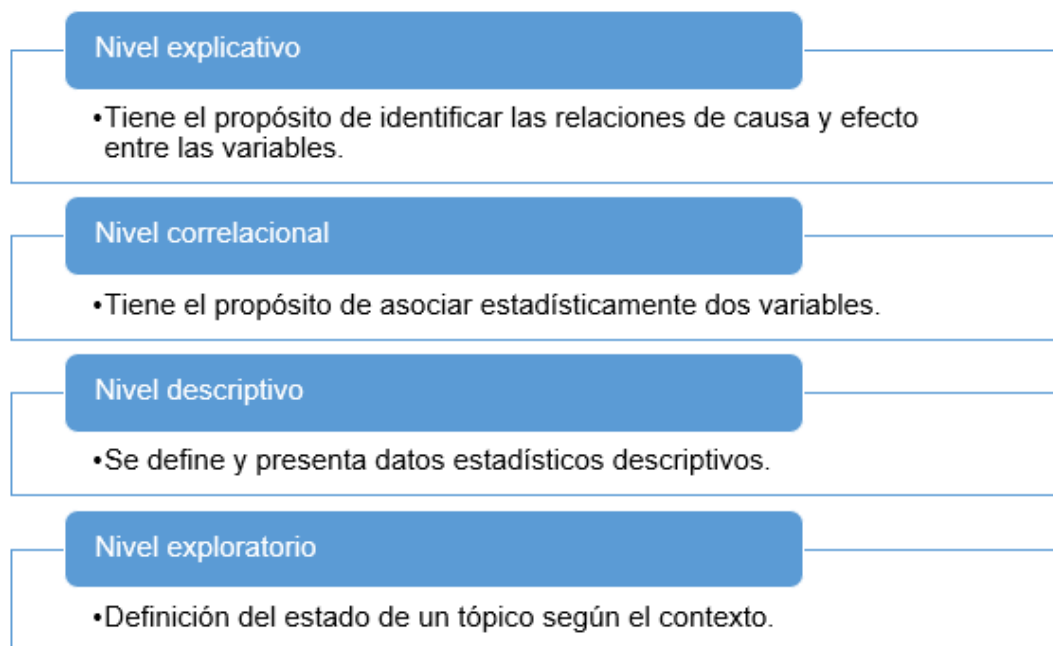 Nivel explicativo
•Tiene el propósito de identificar las relaciones de causa y efecto
entre las variables.
Nivel correlacional
•Tiene el propósito de asociar estadísticamente dos variables.
Nivel descriptivo
•Se define y presenta datos estadísticos descriptivos.
Nivel exploratorio
•Definición del estado de un tópico según el contexto.